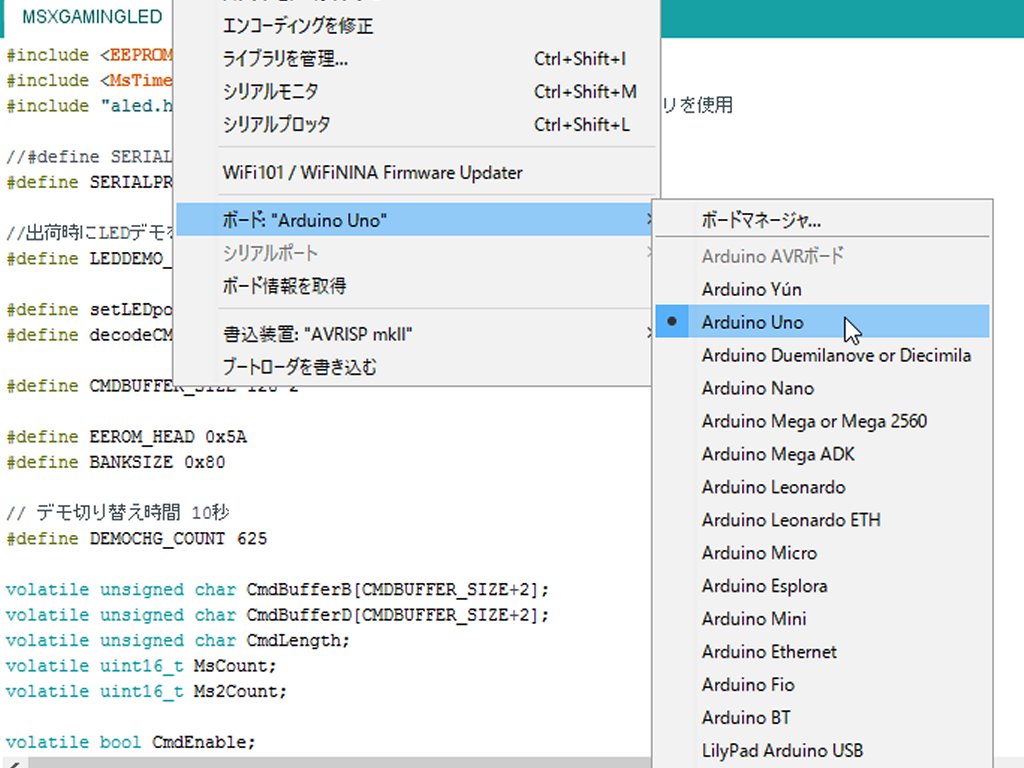 MSXGAMINGLED
エンコーディングを修正
ライブラリを管理... Ctrl+Shift+I
シリアルモニタ Ctrl+Shift+M
シリアルプロッタ Ctrl+Shift+L
WiFi101 / WiFiNINA Firmware Updater
ボード: "Arduino Uno"
シリアルポート
ボード情報を取得
書込装置: "AVRISP mkII"
ブートローダを書き込む
ボードマネージャ...
Arduino AVRボード
Arduino Yún
Arduino Uno
Arduino Duemilanove or Diecimila
Arduino Nano
Arduino Mega or Mega 2560
Arduino Mega ADK
Arduino Leonardo
Arduino Leonardo ETH
Arduino Micro
Arduino Esplora
Arduino Mini
Arduino Ethernet
Arduino Fio
Arduino BT
LilyPad Arduino USB
#include <EEPROM
#include <MsTime
#include "aled.h リを使用
//#define SERIAL
#define SERIALPR
//出荷時にLEDデモを
#define LEDDEMO_
#define setLEDpo
#define decodeCM
#define CMDBUFFER_SIZE
#define EEROM_HEAD 0x5A
#define BANKSIZE 0x80
// デモ切り替え時間 10秒
#define DEMOCHG_COUNT 625
volatile unsigned char CmdBufferB[CMDBUFFER_SIZE+2];
volatile unsigned char CmdBufferD[CMDBUFFER_SIZE+2];
volatile unsigned char CmdLength;
volatile uint16_t MsCount;
volatile uint16_t Ms2Count;
volatile bool CmdEnable;